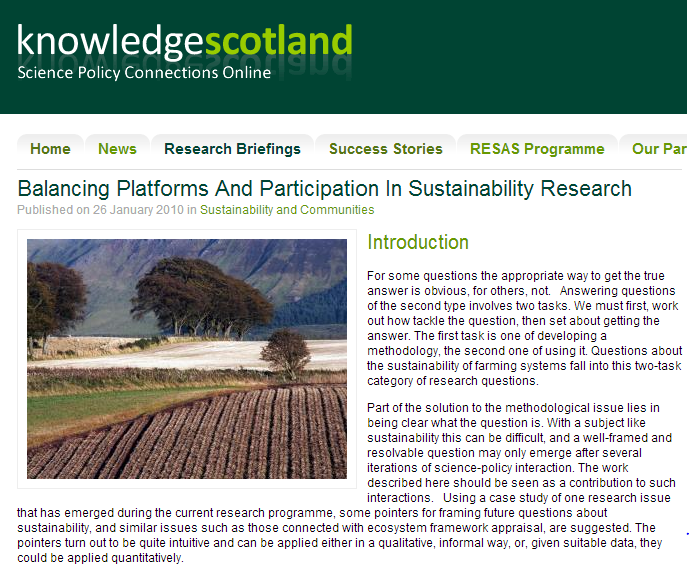 knowledgescotland
Science Policy Connections Online
Home News Research Briefings Success Stories RESAS Programme Our Par
Balancing Platforms And Participation In Sustainability Research
Published on 26 January 2010 in Sustainability and Communities
Introduction
For some questions the appropriate way to get the true
answer is obvious, for others, not. Answering questions
of the second type involves two tasks. We must first, work
out how tackle the question, then set about getting the
answer. The first task is one of developing a
methodology, the second one of using it. Questions about
the sustainability of farming systems fall into this two-task
category of research questions.
Part of the solution to the methodological issue lies in
being clear what the question is. With a subject like
sustainability this can be difficult, and a well-framed and
resolvable question may only emerge after several
iterations of science-policy interaction. The work
described here should be seen as a contribution to such
interactions. Using a case study of one research issue
that has emerged during the current research programme, some pointers for framing future questions about
sustainability, and similar issues such as those connected with ecosystem framework appraisal, are suggested. The
pointers turn out to be quite intuitive and can be applied either in a qualitative, informal way, or, given suitable data, they
could be applied quantitatively.